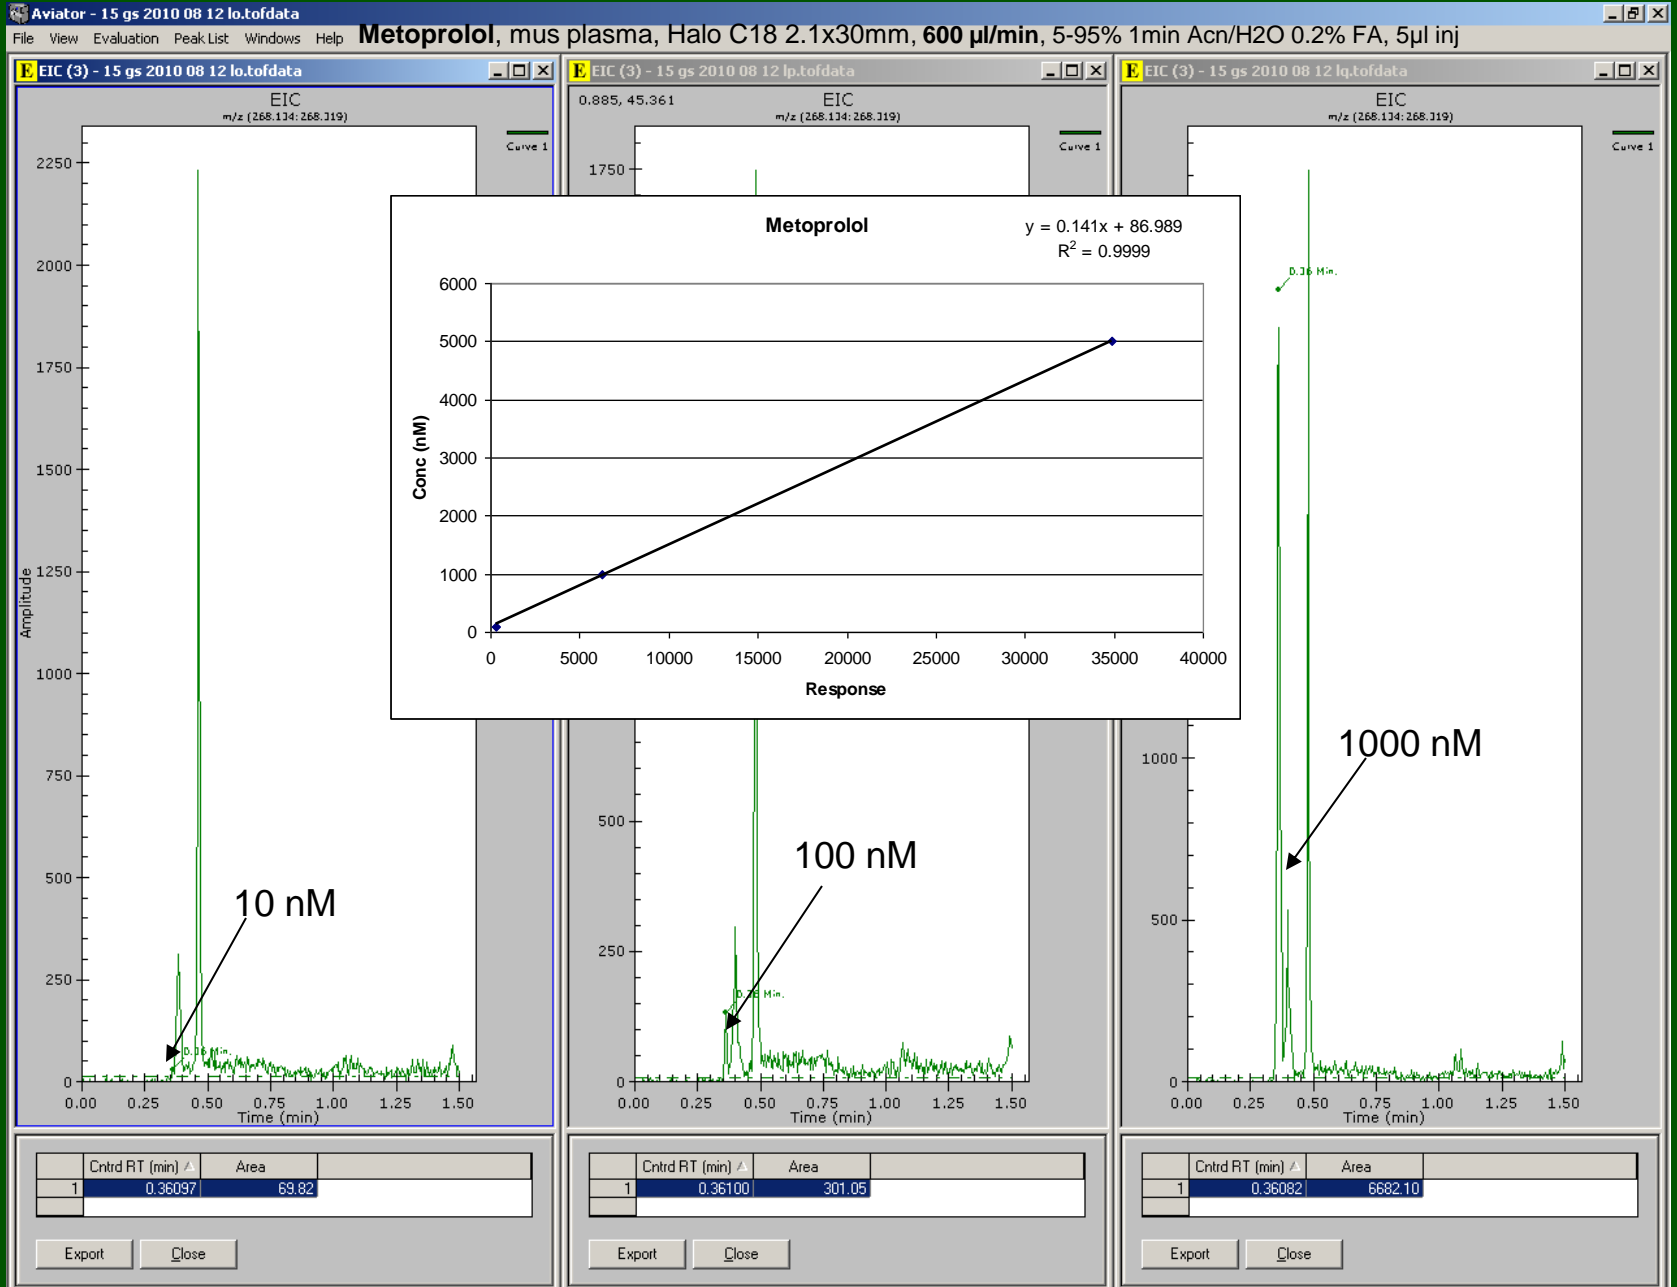 Aviator - 15 gs 2010 08 12 lo.tofdata
File View Evaluation Peak List Windows Help
Metoprolol, mus plasma, Halo C18 2.1x30mm, 600 µl/min, 5-95% 1min Acn/H2O 0.2% FA, 5µl inj
E EIC (3) - 15 gs 2010 08 12 lo.tofdata
EIC
m/z (268.134:268.319)
Curve 1
2250
2000
1750
1500
1250
1000
750
500
250
0
Amplitude
10 nM
0.36 Min.
0.00 0.25 0.50 0.75 1.00 1.25 1.50
Time (min)
Cntrd RT (min) Area
1 0.36097 69.82
Export Close
E EIC (3) - 15 gs 2010 08 12 lp.tofdata
0.885, 45.361
EIC
m/z (268.134:268.319)
Curve 1
1750
500
250
0
100 nM
0.36 Min.
0.00 0.25 0.50 0.75 1.00 1.25 1.50
Time (min)
Cntrd RT (min) Area
1 0.36100 301.05
Export Close
E EIC (3) - 15 gs 2010 08 12 lq.tofdata
EIC
m/z (268.134:268.319)
Curve 1
0.36 Min.
1000
500
0
1000 nM
0.00 0.25 0.50 0.75 1.00 1.25 1.50
Time (min)
Cntrd RT (min) Area
1 0.36082 6682.10
Export Close
Metoprolol
y = 0.141x + 86.989
R² = 0.9999
6000
5000
4000
3000
2000
1000
0
Conc (nM)
0 5000 10000 15000 20000 25000 30000 35000 40000
Response